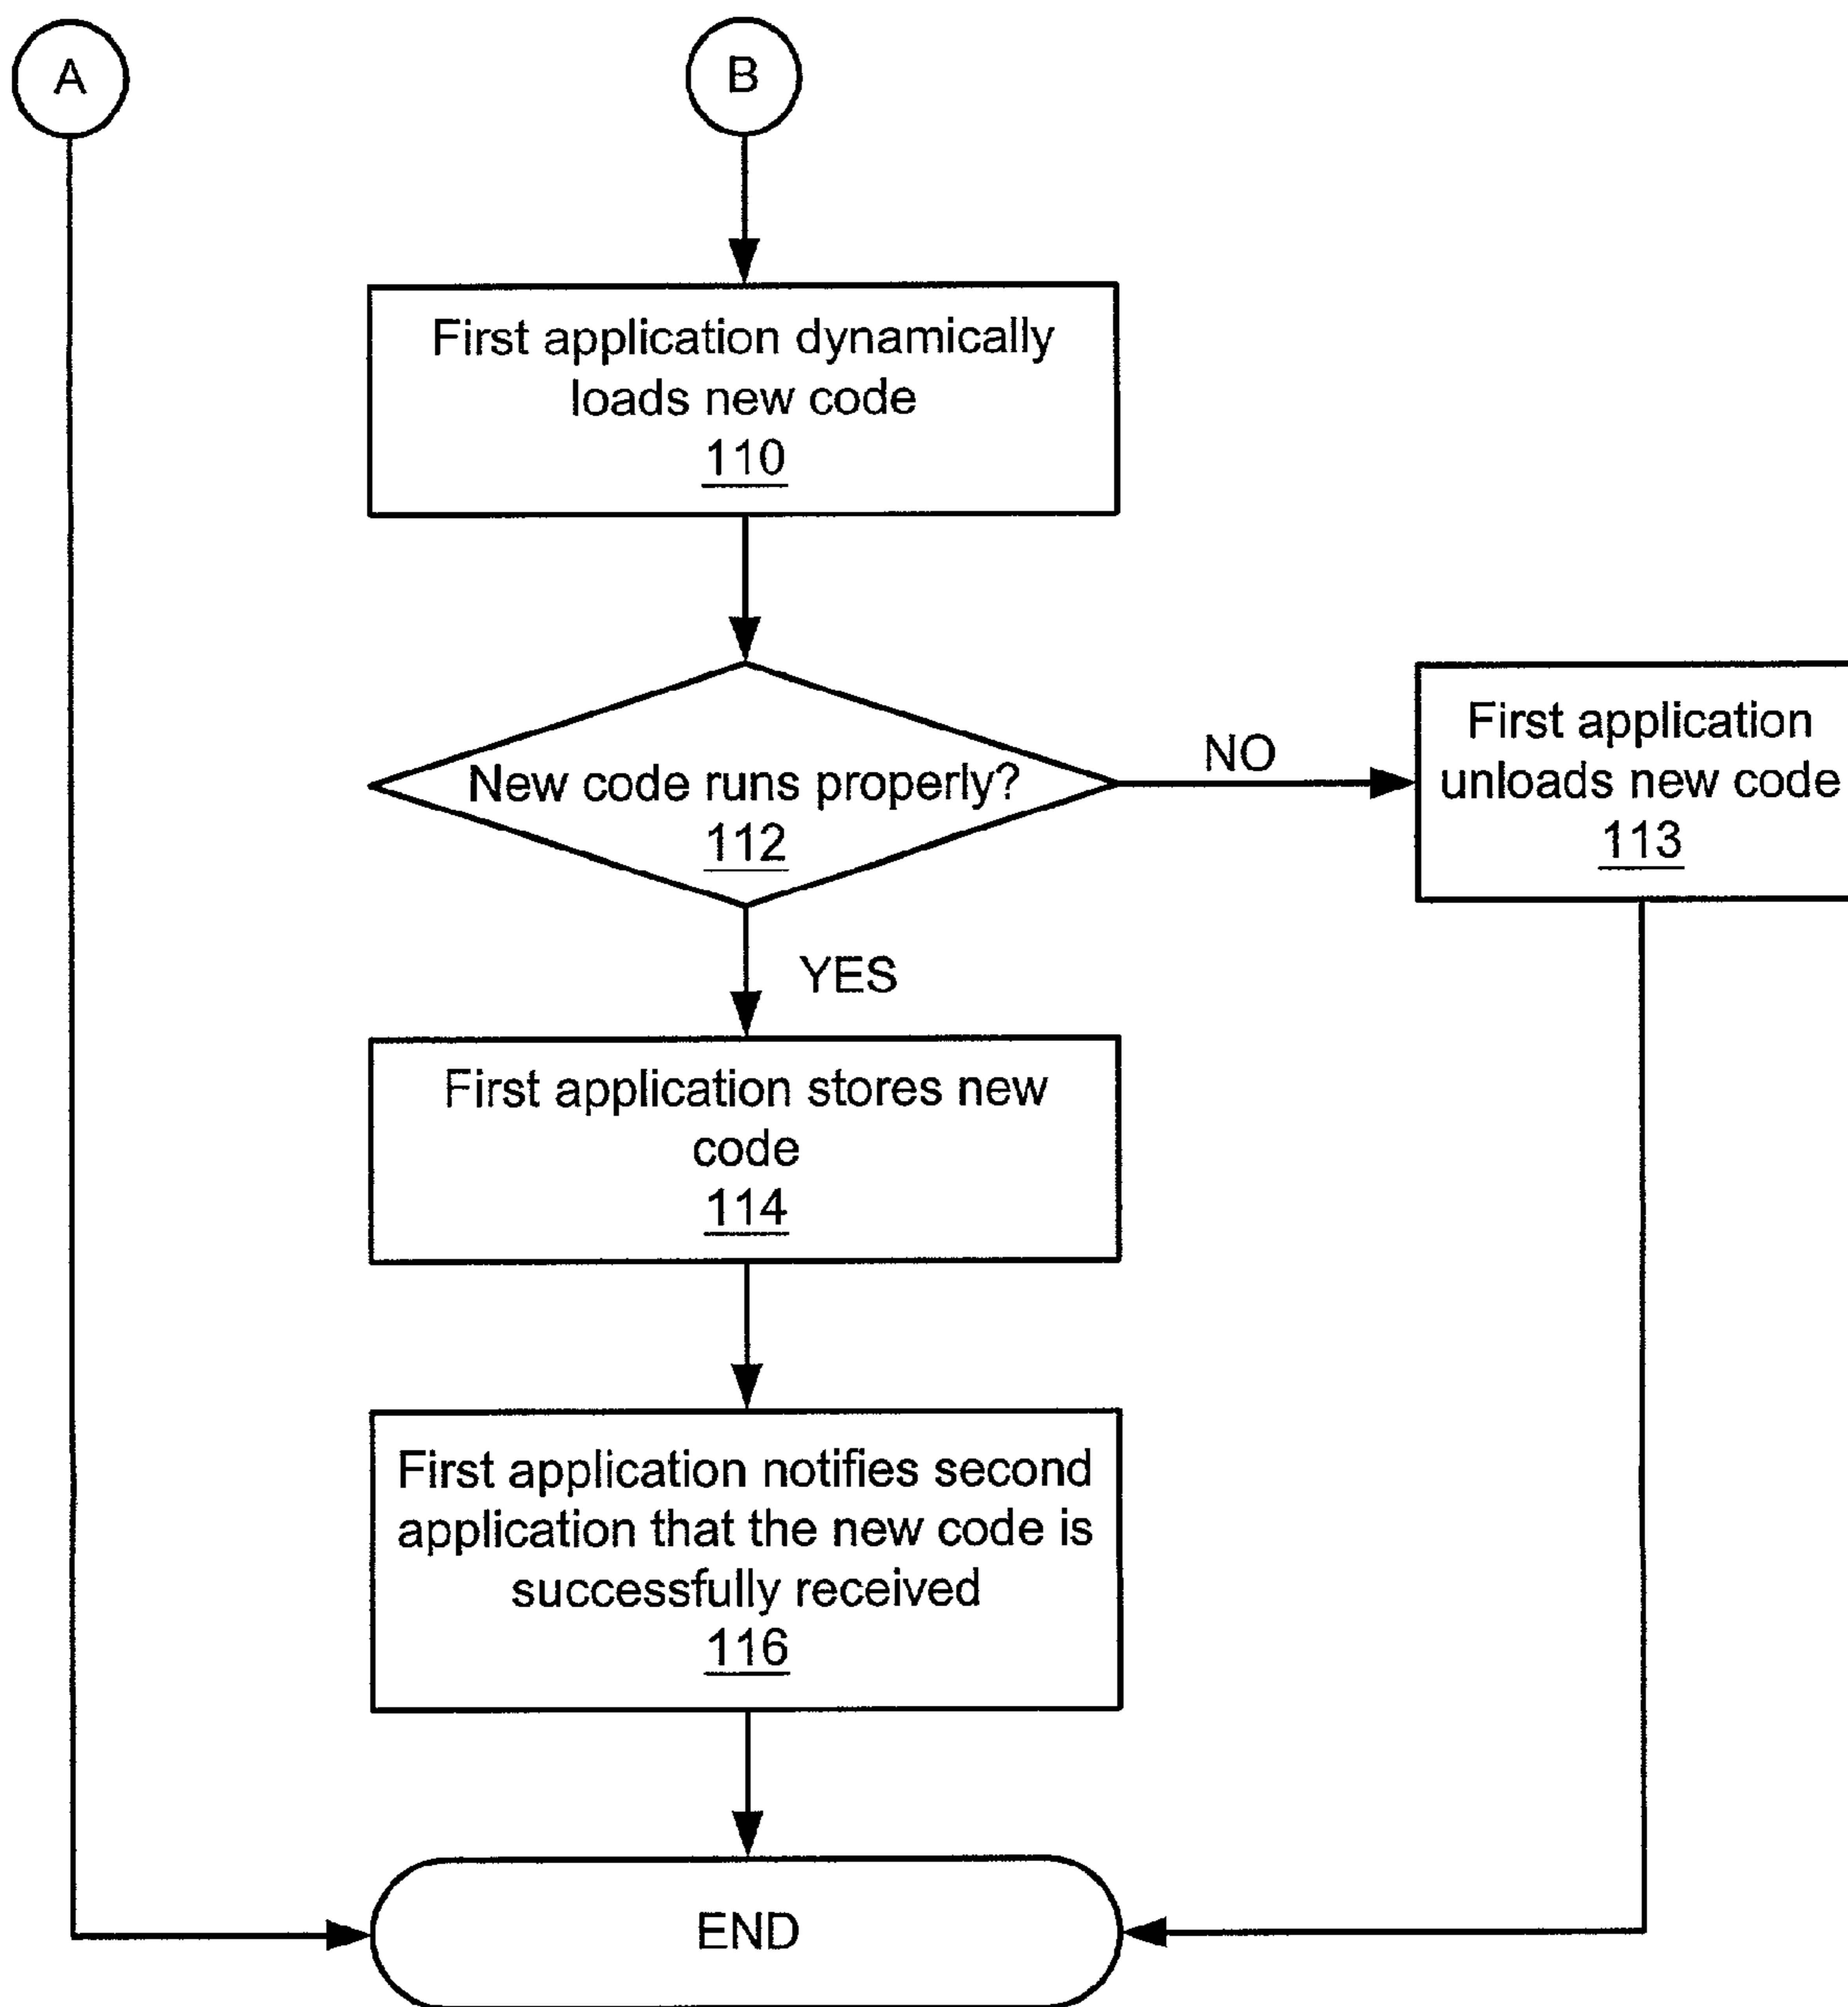 A
B
First application dynamically
loads new code
110
New code runs properly?
112
NO
First application
unloads new code
113
YES
First application stores new
code
114
First application notifies second
application that the new code is
successfully received
116
END